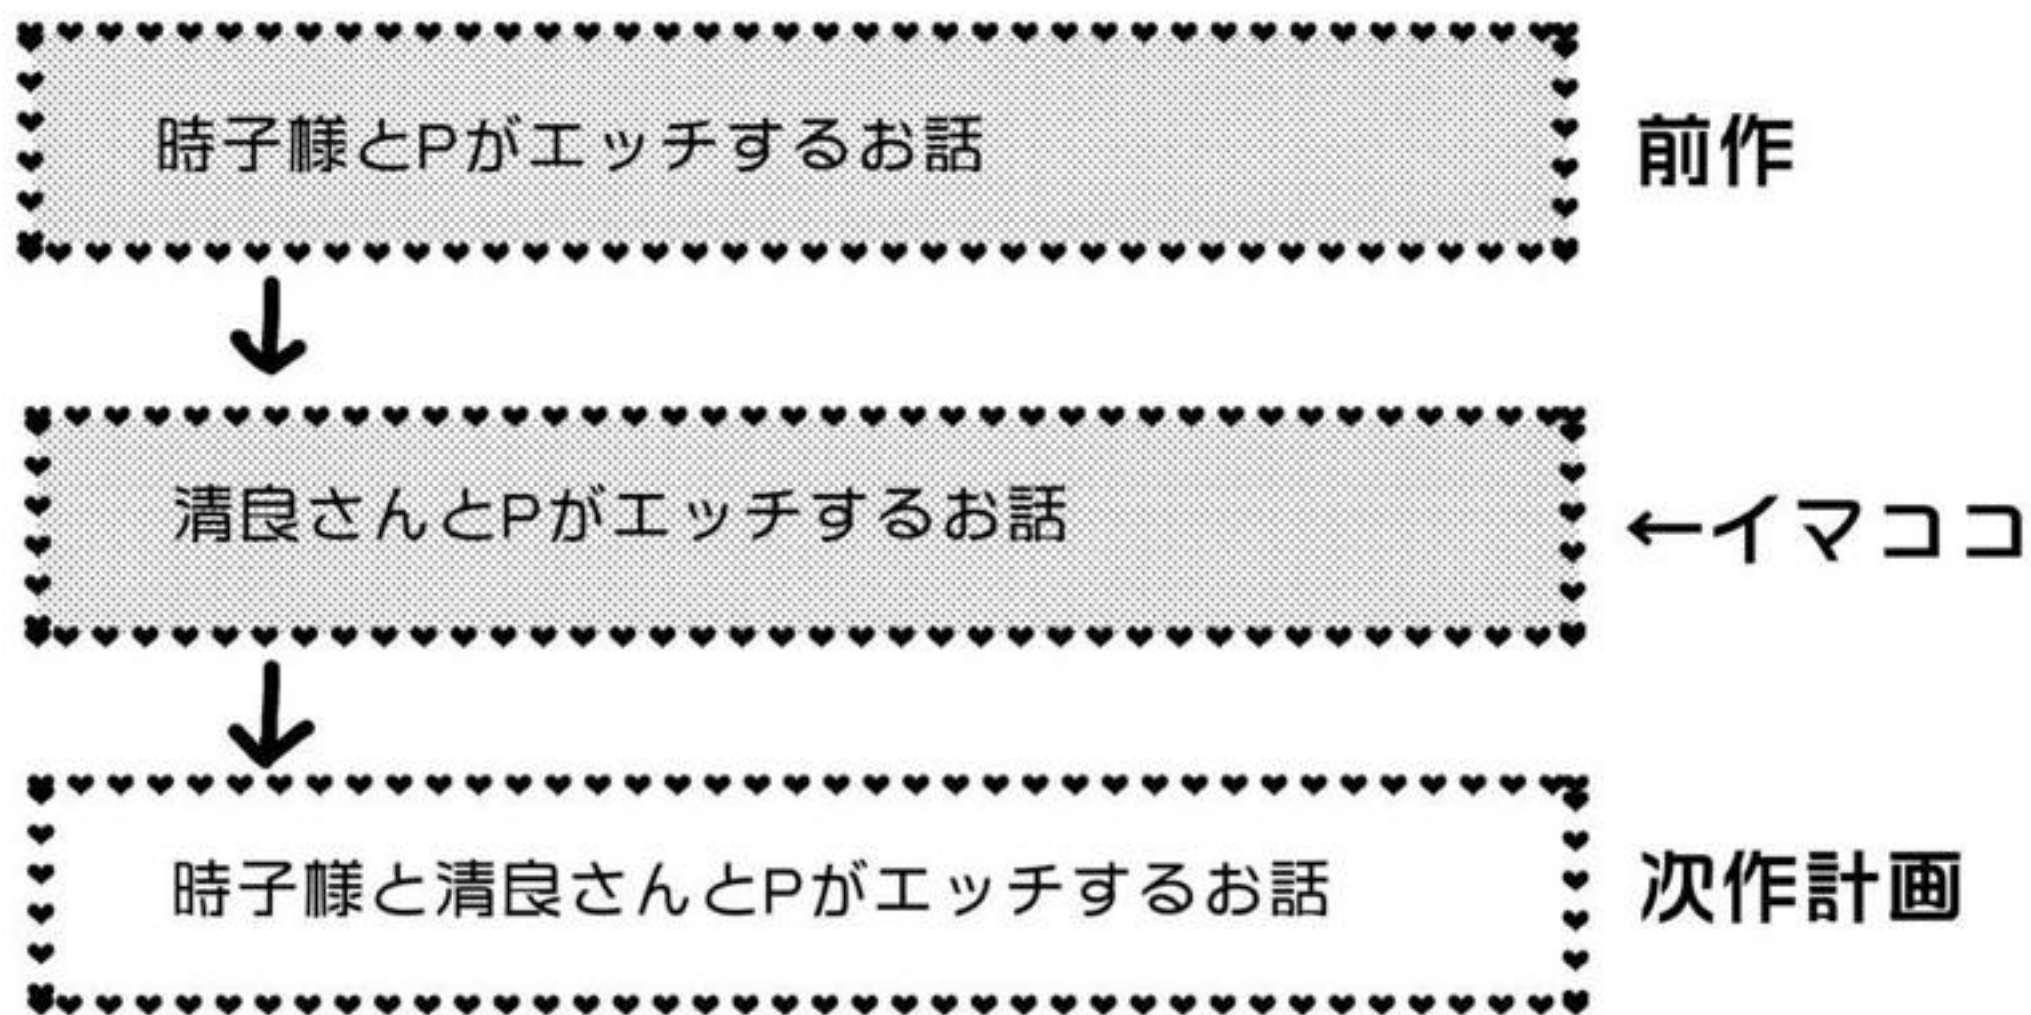 時子様とPがエッチするお話
前作
清良さんとPがエッチするお話
←イマココ
時子様と清良さんとPがエッチするお話
次作計画